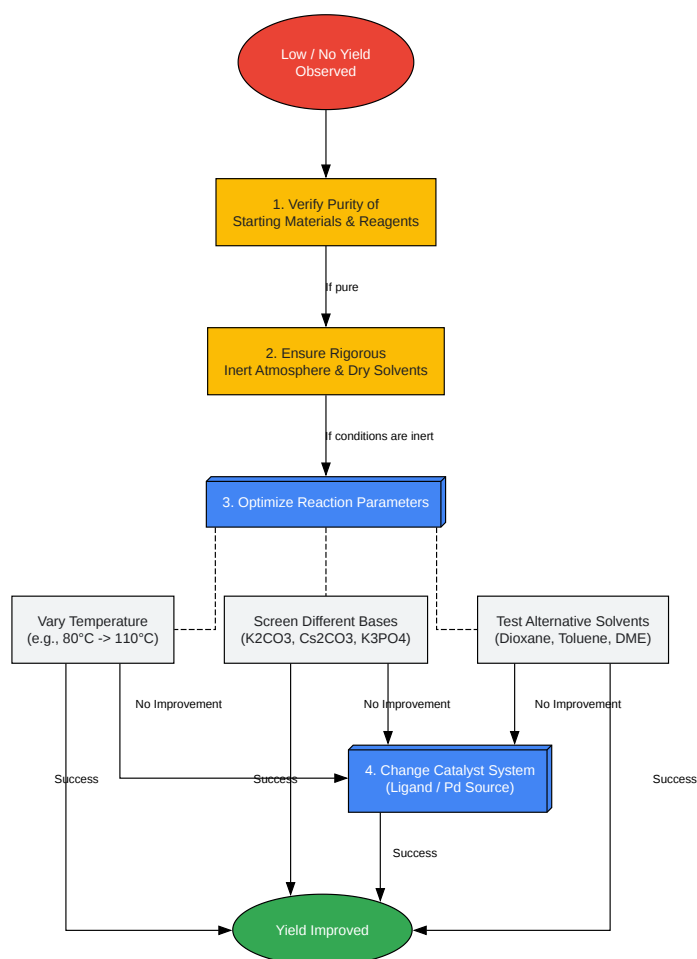 Low / No Yield
Observed
1. Verify Purity of
Starting Materials & Reagents
If pure
2. Ensure Rigorous
Inert Atmosphere & Dry Solvents
If conditions are inert
3. Optimize Reaction Parameters
Vary Temperature
(e.g., 80°C -> 110°C)
Screen Different Bases
(K2CO3, Cs2CO3, K3PO4)
Test Alternative Solvents
(Dioxane, Toluene, DME)
No Improvement
No Improvement
No Improvement
4. Change Catalyst System
(Ligand / Pd Source)
Success
Success
Success
Success
Yield Improved